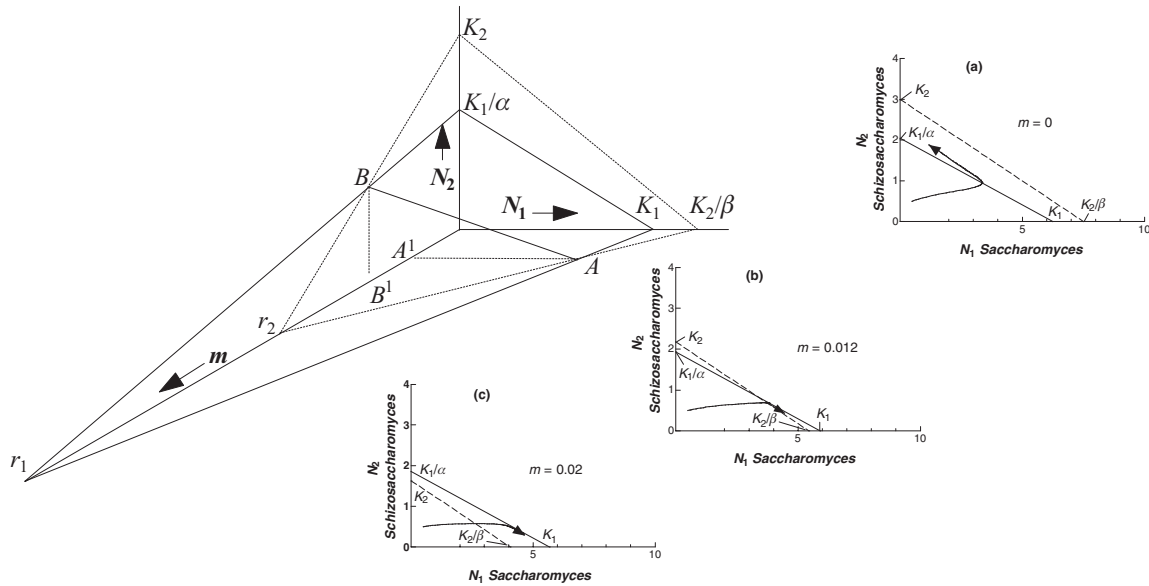 K₂
K₁/α
B
N₂
N₁
K₁
K₂/β
A¹
A
B¹
r₂
m
r₁
(a)
4
3
2
1
0
K₂
K₁/α
m = 0
K₁
K₂/β
5
10
N₂
Schizosaccharomyces
N₁ Saccharomyces
(b)
4
3
2
1
0
K₂
K₁/α
m = 0.012
K₂/β
K₁
5
10
N₂
Schizosaccharomyces
N₁ Saccharomyces
(c)
4
3
2
1
0
K₁/α
K₂
m = 0.02
K₂/β
K₁
5
10
N₂
Schizosaccharomyces
N₁ Saccharomyces